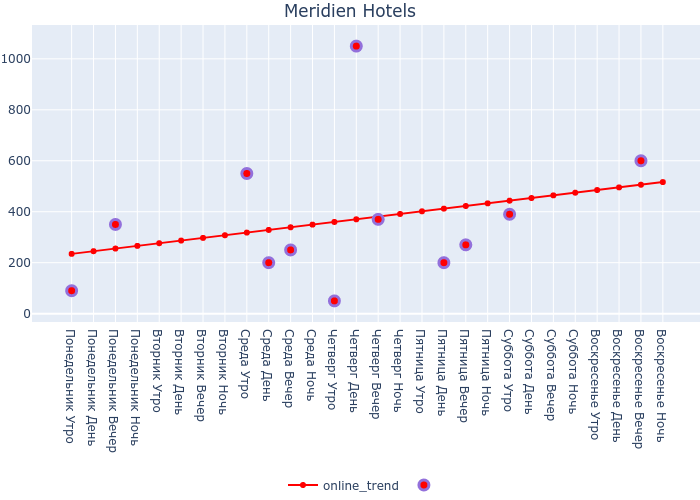 Meridien Hotels
1000
800
600
400
200
0
Понедельник Утро
Понедельник День
Понедельник Вечер
Понедельник Ночь
Вторник Утро
Вторник День
Вторник Вечер
Вторник Ночь
Среда Утро
Среда День
Среда Вечер
Среда Ночь
Четверг Утро
Четверг День
Четверг Вечер
Четверг Ночь
Пятница Утро
Пятница День
Пятница Вечер
Пятница Ночь
Суббота Утро
Суббота День
Суббота Вечер
Суббота Ночь
Воскресенье Утро
Воскресенье День
Воскресенье Вечер
Воскресенье Ночь
online_trend